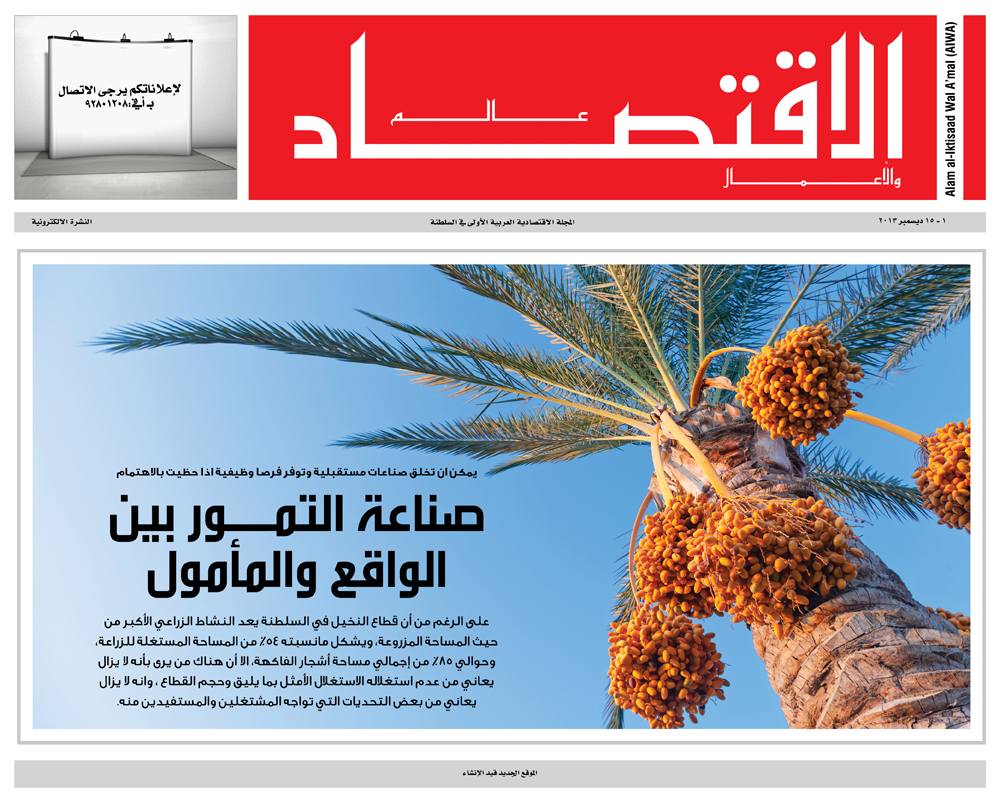 لإعلاناتكم يرجى الاتصال
بـ أي:٩٢٨٠١٢٠٨
عالم
الاقتصاد
والأعمال
Alam al-Iktisaad Wal A'mal (AIWA)
١ - ١٥ ديسمبر ٢٠١٣
المجلة الاقتصادية العربية الأولى في السلطنة
النشرة الالكترونية
يمكن ان تخلق صناعات مستقبلية وتوفر فرصا وظيفية اذا حظيت بالاهتمام
صناعة التمـــور بين
الواقع والمأمول
على الرغم من أن قطاع النخيل في السلطنة يعد النشاط الزراعي الأكبر من
حيث المساحة المزروعة، ويشكل مانسبته ٥٤٪ من المساحة المستغلة للزراعة،
وحوالي ٨٥٪ من إجمالي مساحة أشجار الفاكهة. الا أن هناك من يرى بأنه لا يزال
يعاني من عدم استغلاله الاستغلال الأمثل بما يليق وحجم القطاع ، وانه لا يزال
يعاني من بعض التحديات التي تواجه المشتغلين والمستفيدين منه.
الموقع الجديد قيد الإنشاء